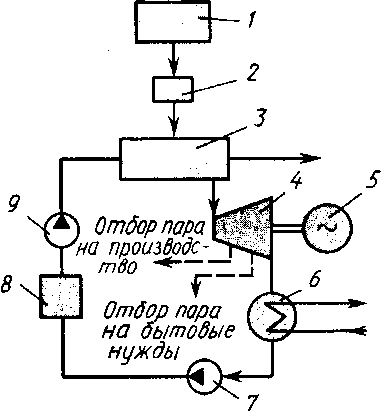 1
2
3
4
5
Отбор пара
на производс-
тво
9
8
6
Отбор пара
на бытовые
нужды
7